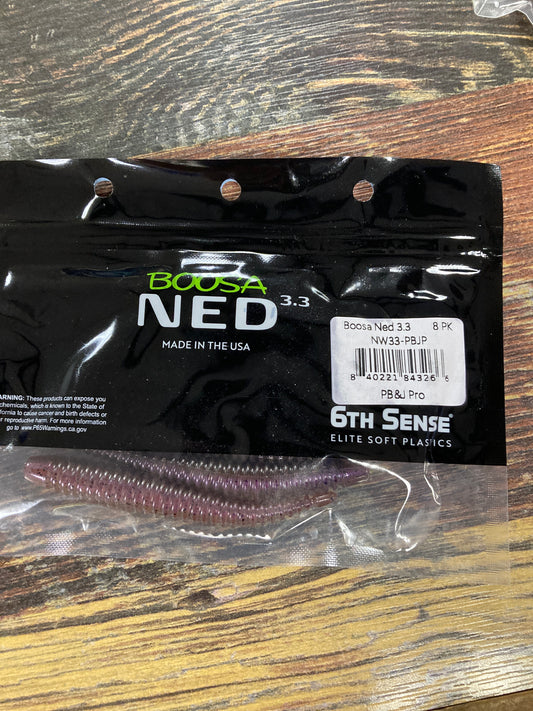 BOOSA
NED 3.3
MADE IN THE USA
Boosa Ned 3.3 8 PK
NW33-PBJP
8 40221 84326 6
PB&J Pro
6TH SENSE®
ELITE SOFT PLASTICS
WARNING: These products can expose you to
chemicals, which is known to the State of
California to cause cancer and birth defects or
reproductive harm. For more information
go to www.P65Warnings.ca.gov